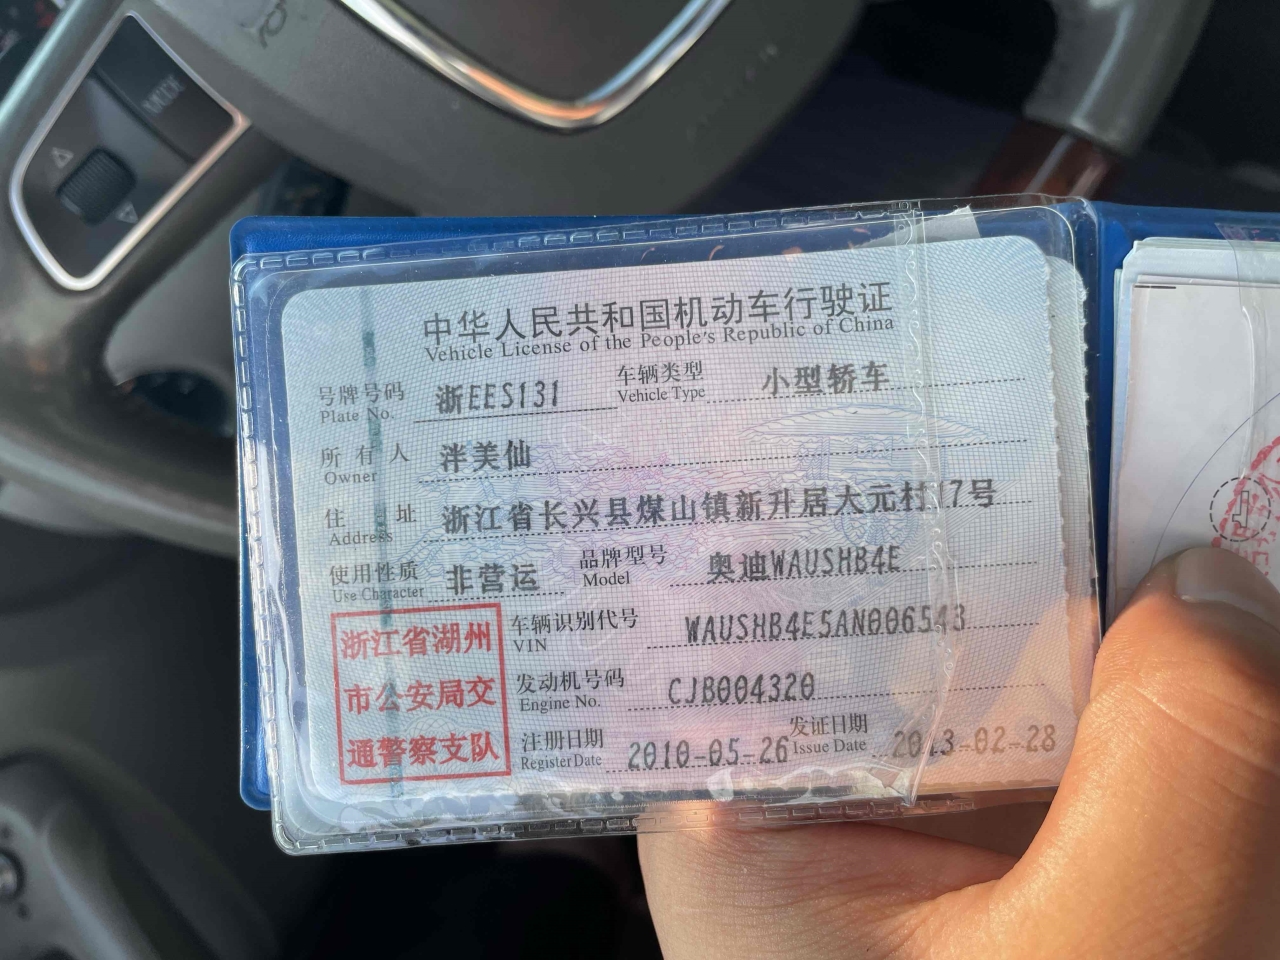 MODE
中华人民共和国机动车行驶证
Vehicle License of the People's Republic of China
号牌号码 浙EES131 车辆类型 小型轿车
Plate No. Vehicle Type
所有人 泮美仙
Owner
住址 浙江省长兴县煤山镇新升居大元村17号
Address
使用性质 非营运 品牌型号 奥迪WAUSHB4E
Use Character Model
浙江省湖州
市公安局交
通警察支队
车辆识别代号 WAUSHB4E5AN006543
VIN
发动机号码 CJB004320
Engine No.
注册日期 2010-05-26 发证日期 2013-02-28
Register Date Issue Date